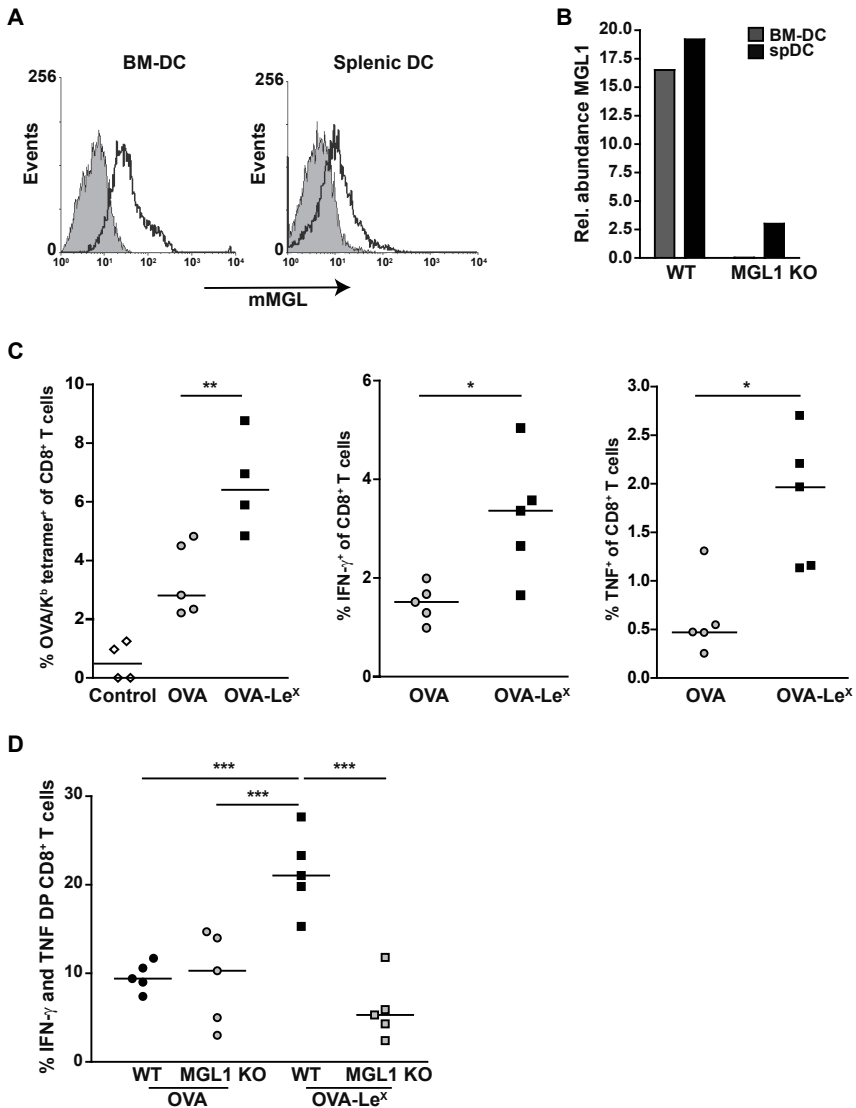 A
BM-DC
Splenic DC
256
256
Events
Events
0
0
10⁰ 10¹ 10² 10³ 10⁴
10⁰ 10¹ 10² 10³ 10⁴
mMGL
B
BM-DC
spDC
Rel. abundance MGL1
20.0
17.5
15.0
12.5
10.0
7.5
5.0
2.5
0.0
WT MGL1 KO
C
% OVA/Kᵇ tetramer⁺ of CD8⁺ T cells
10
8
6
4
2
0
**
Control OVA OVA-Leˣ
% IFN-γ⁺ of CD8⁺ T cells
6
4
2
0
*
OVA OVA-Leˣ
% TNF⁺ of CD8⁺ T cells
3.0
2.5
2.0
1.5
1.0
0.5
0
*
OVA OVA-Leˣ
D
% IFN-γ and TNF DP CD8⁺ T cells
30
20
10
0
*** ***
***
WT MGL1 KO WT MGL1 KO
OVA OVA-Leˣ